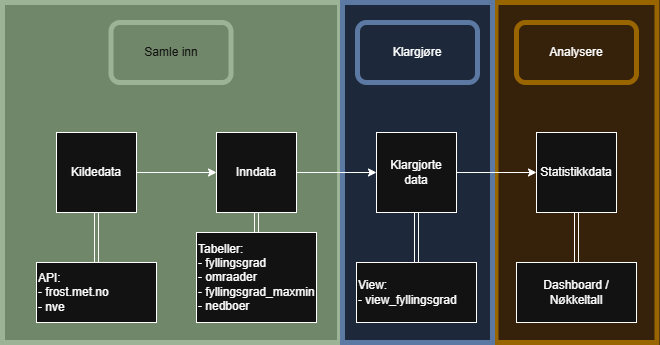 Samle inn
Klargjøre
Analysere
Kildedata
Inndata
Klargjorte
data
Statistikkdata
API:
- frost.met.no
- nve
Tabeller:
- fyllingsgrad
- omraader
- fyllingsgrad_maxmin
- nedboer
View:
- view_fyllingsgrad
Dashboard /
Nøkkeltall